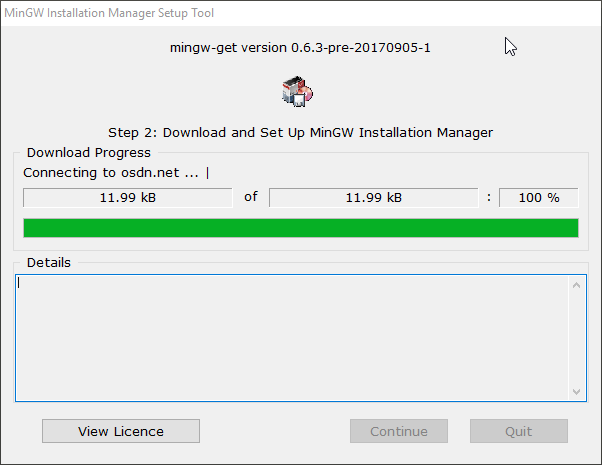 MinGW Installation Manager Setup Tool
mingw-get version 0.6.3-pre-20170905-1
Step 2: Download and Set Up MinGW Installation Manager
Download Progress
Connecting to osdn.net ... |
11.99 kB of 11.99 kB : 100 %
Details
View Licence Continue Quit